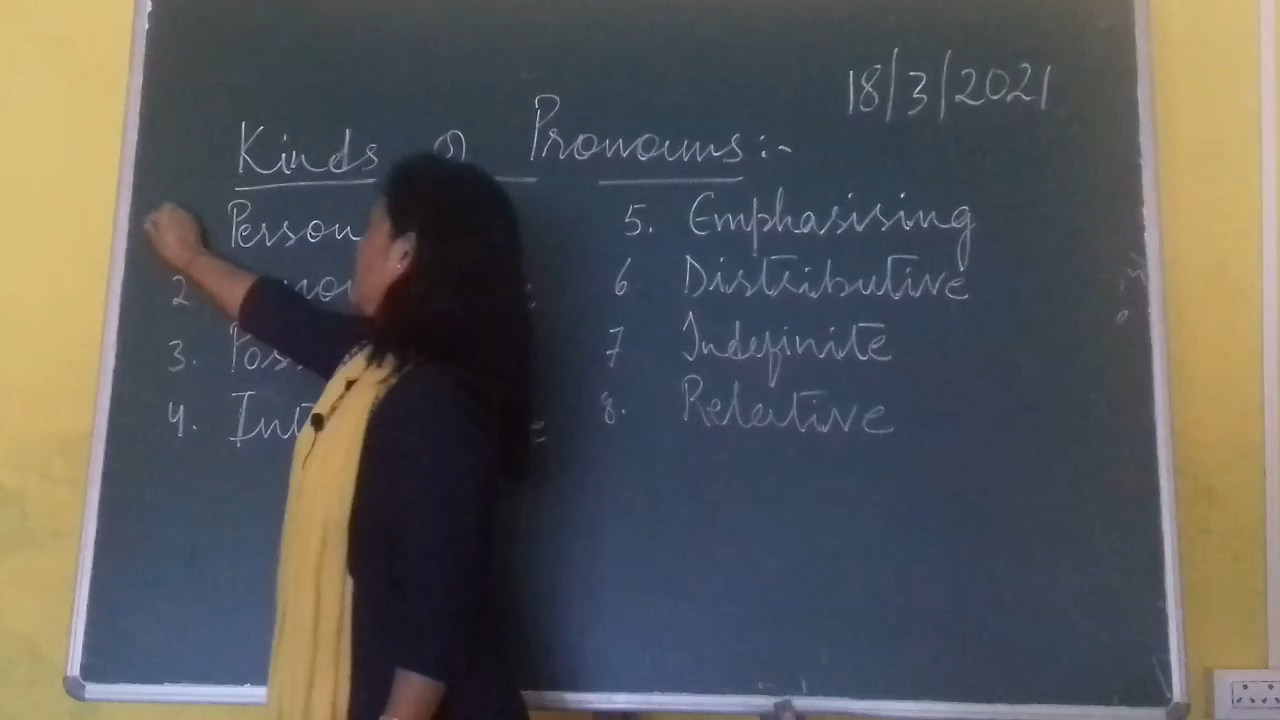 18/3/2021
Kinds Pronouns:-
Person
2
3. Pos
4. Int
5. Emphasising
6 Distributive
7 Indefinite
8. Relative